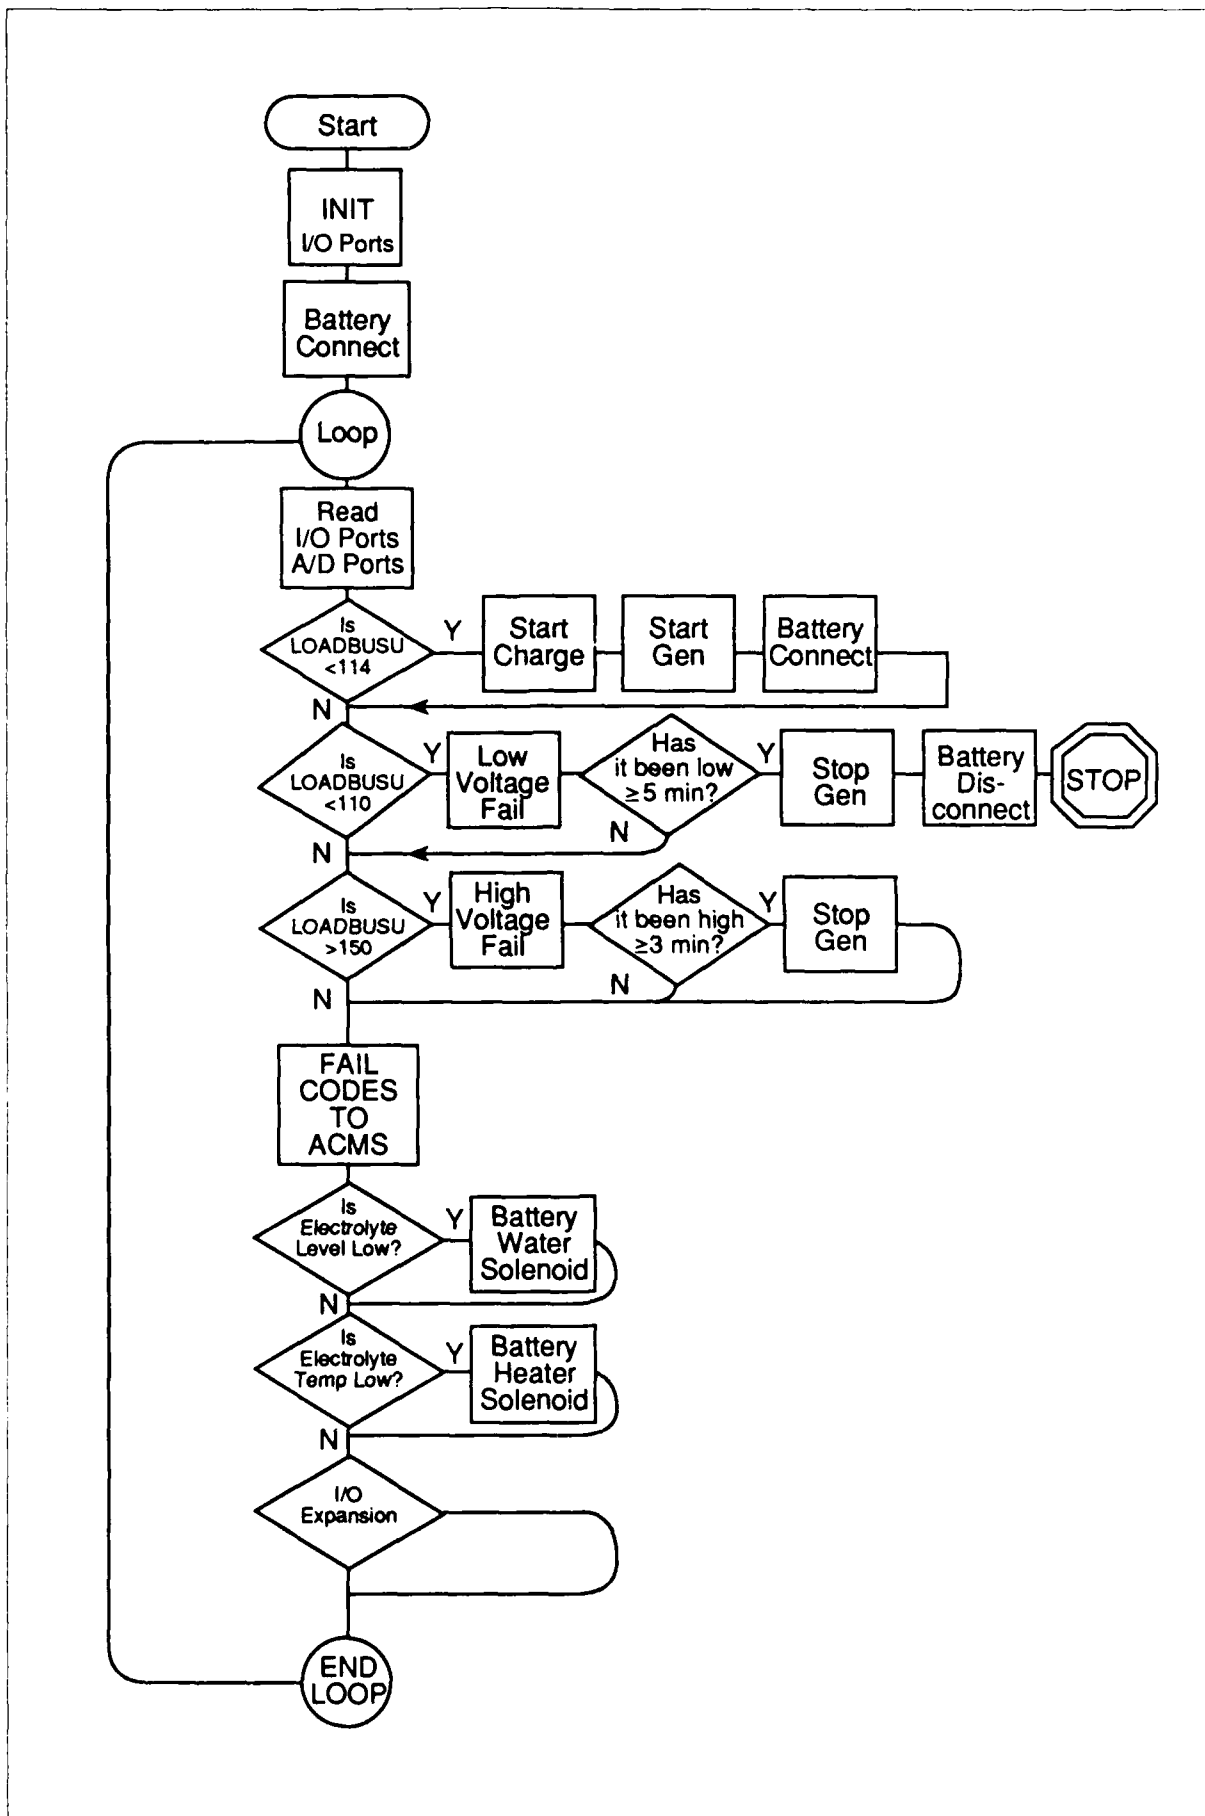 Start
INIT
I/O Ports
Battery
Connect
Loop
Read
I/O Ports
A/D Ports
Is
LOADBUSU
<114
Y
Start
Charge
Start
Gen
Battery
Connect
N
Is
LOADBUSU
<110
Y
Low
Voltage
Fail
Has
it been low
≥5 min?
Y
Stop
Gen
Battery
Dis-
connect
STOP
N
N
Is
LOADBUSU
>150
Y
High
Voltage
Fail
Has
it been high
≥3 min?
Y
Stop
Gen
N
N
FAIL
CODES
TO
ACMS
Is
Electrolyte
Level Low?
Y
Battery
Water
Solenoid
N
Is
Electrolyte
Temp Low?
Y
Battery
Heater
Solenoid
N
I/O
Expansion
END
LOOP